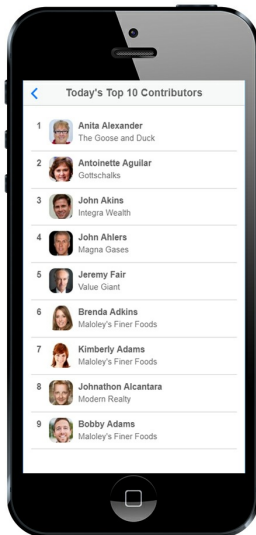 Today's Top 10 Contributors
1 Anita Alexander
The Goose and Duck
2 Antoinette Aguilar
Gottschalks
3 John Akins
Integra Wealth
4 John Ahlers
Magna Gases
5 Jeremy Fair
Value Giant
6 Brenda Adkins
Maloley's Finer Foods
7 Kimberly Adams
Maloley's Finer Foods
8 Johnathon Alcantara
Modern Realty
9 Bobby Adams
Maloley's Finer Foods